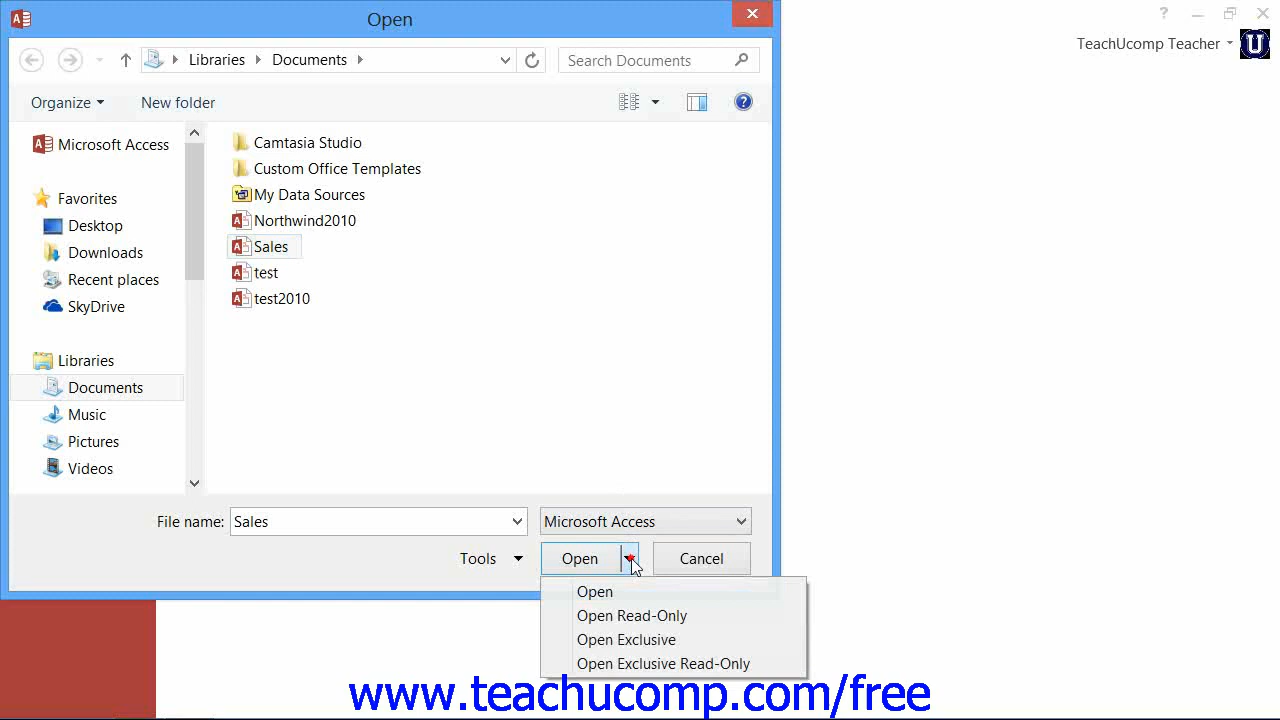 Open
?
TeachUcomp Teacher
Libraries
Documents
Search Documents
Organize
New folder
?
Microsoft Access
Favorites
Desktop
Downloads
Recent places
SkyDrive
Libraries
Documents
Music
Pictures
Videos
Camtasia Studio
Custom Office Templates
My Data Sources
Northwind2010
Sales
test
test2010
File name:
Sales
Microsoft Access
Tools
Open
Cancel
Open
Open Read-Only
Open Exclusive
Open Exclusive Read-Only
www.teachucomp.com/free